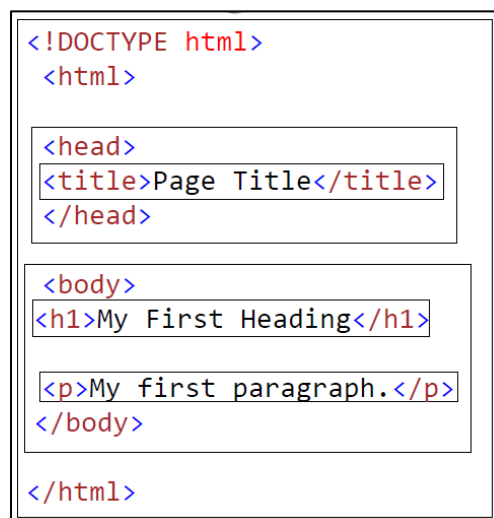 <!DOCTYPE html>
<html>
<head>
<title>Page Title</title>
</head>
<body>
<h1>My First Heading</h1>
<p>My first paragraph.</p>
</body>
</html>